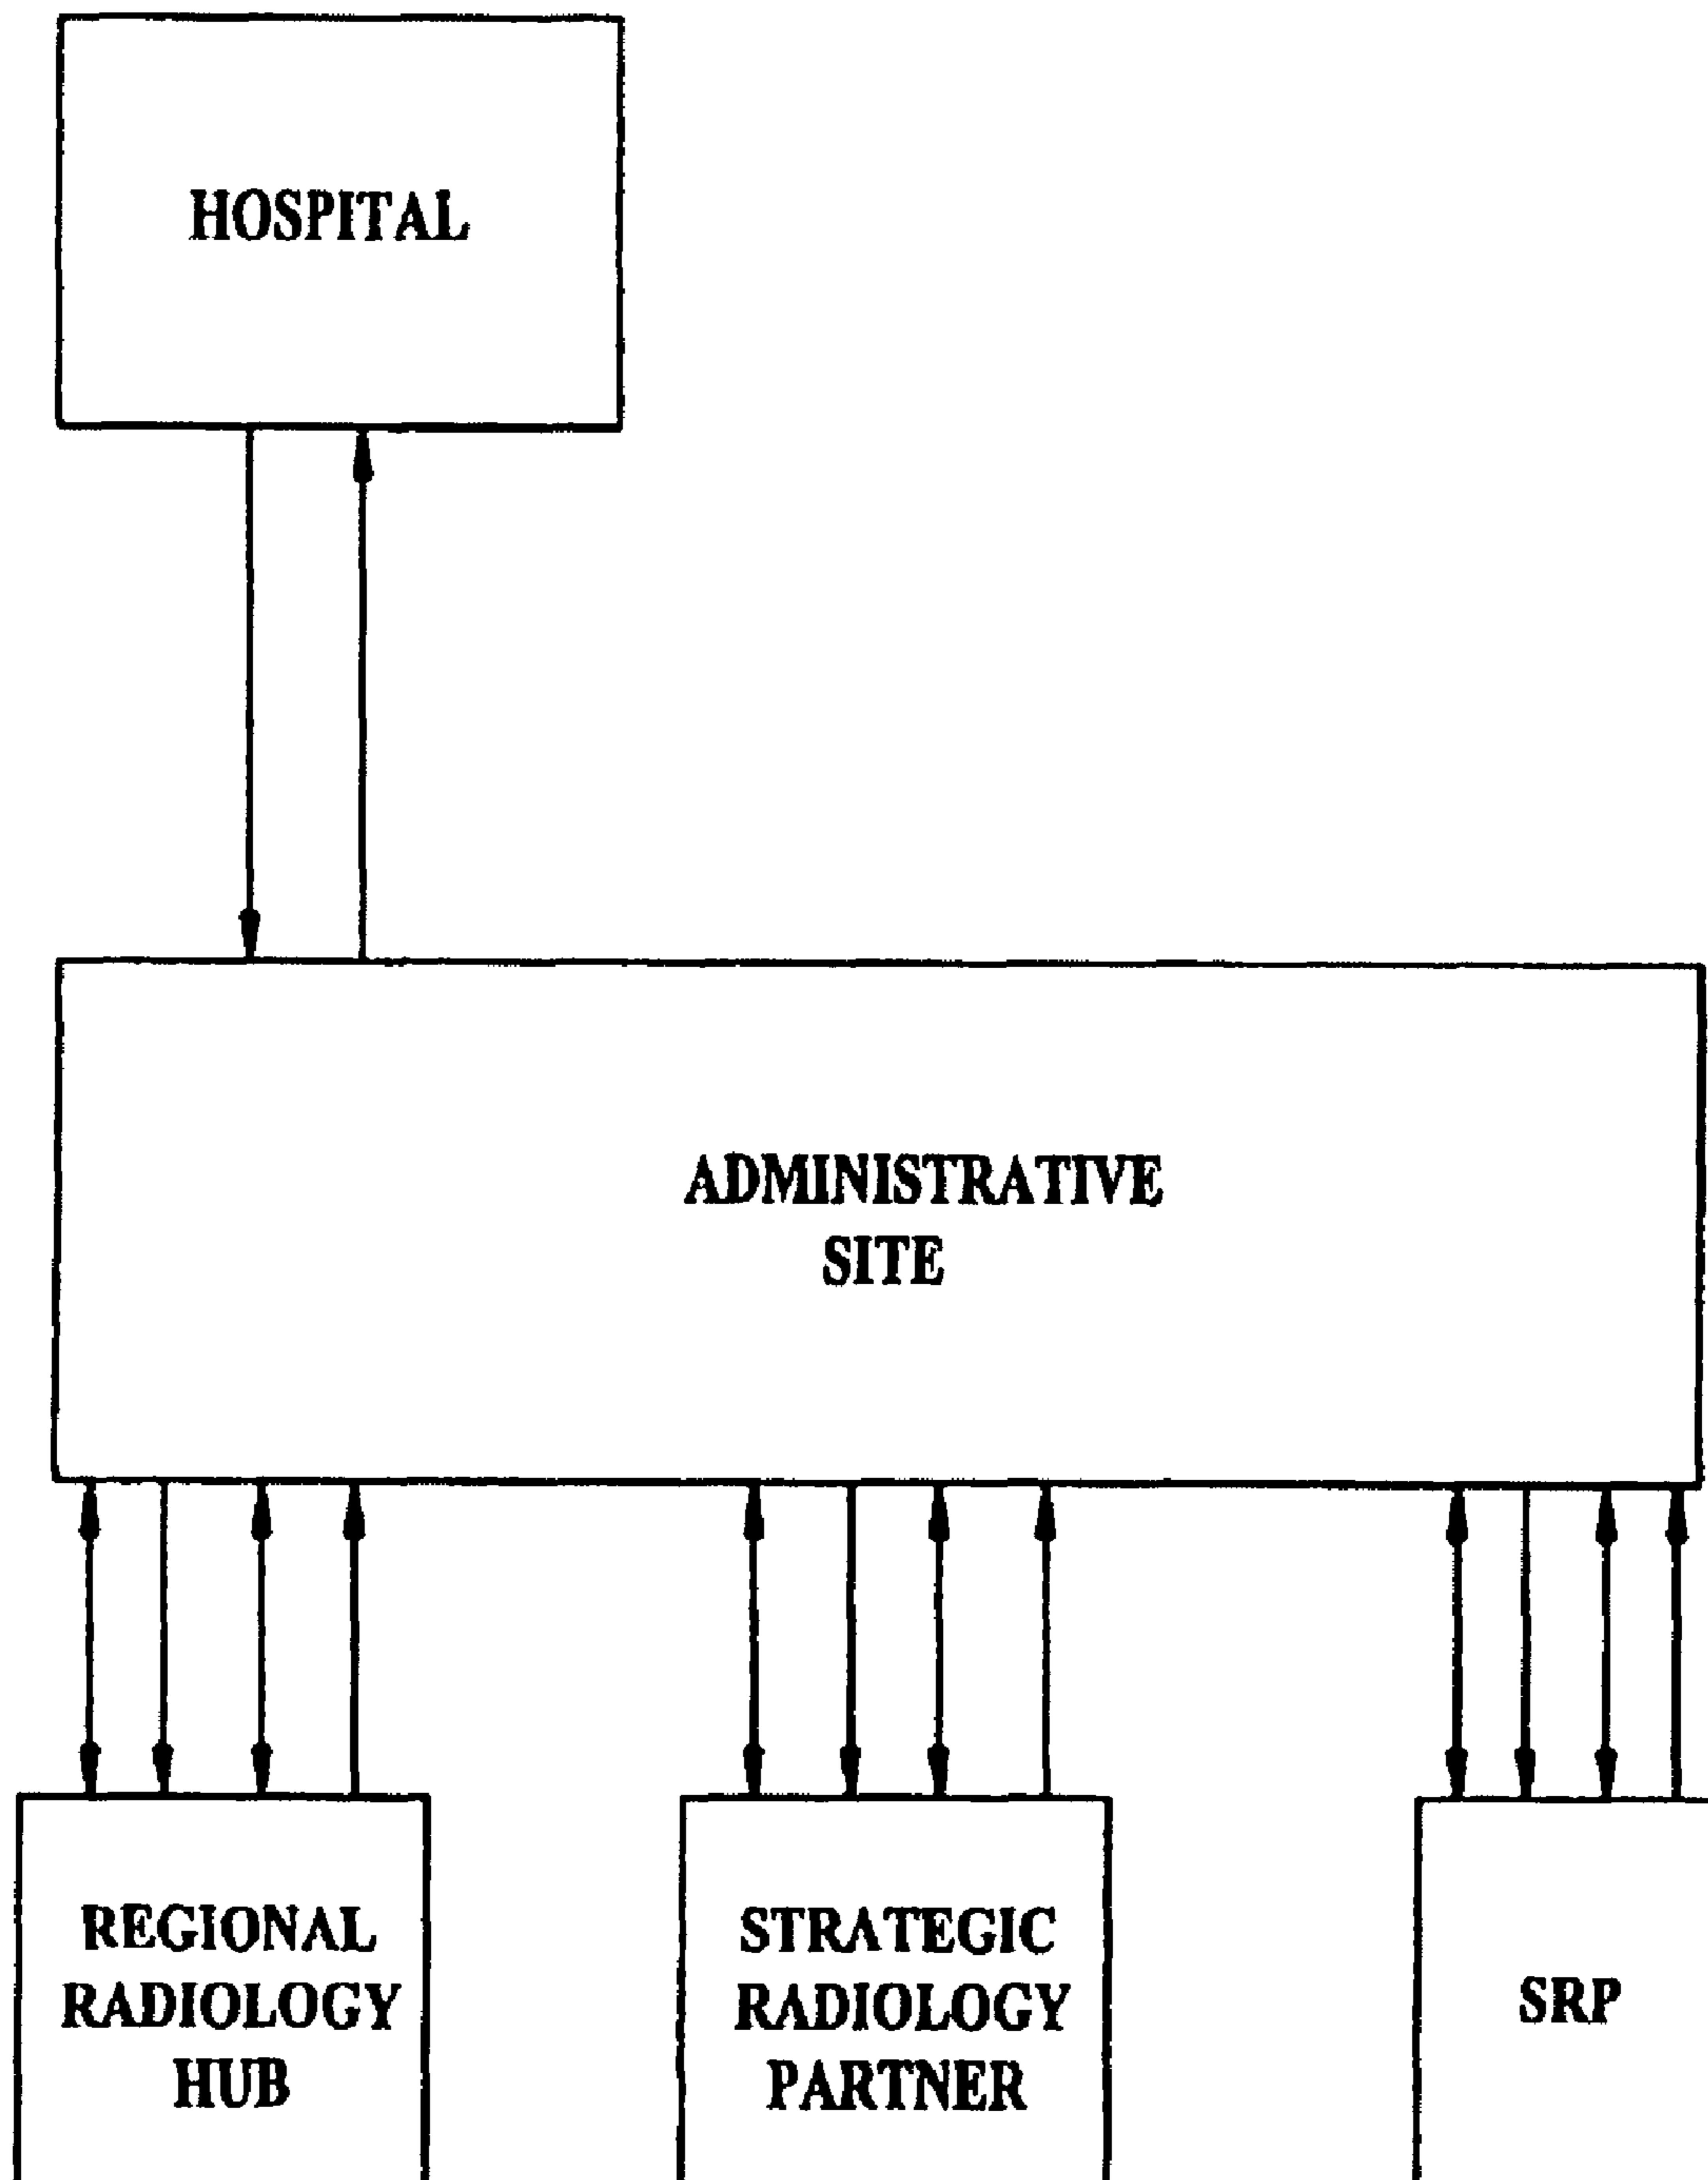 HOSPITAL
ADMINISTRATIVE
SITE
REGIONAL
RADIOLOGY
HUB
STRATEGIC
RADIOLOGY
PARTNER
SRP